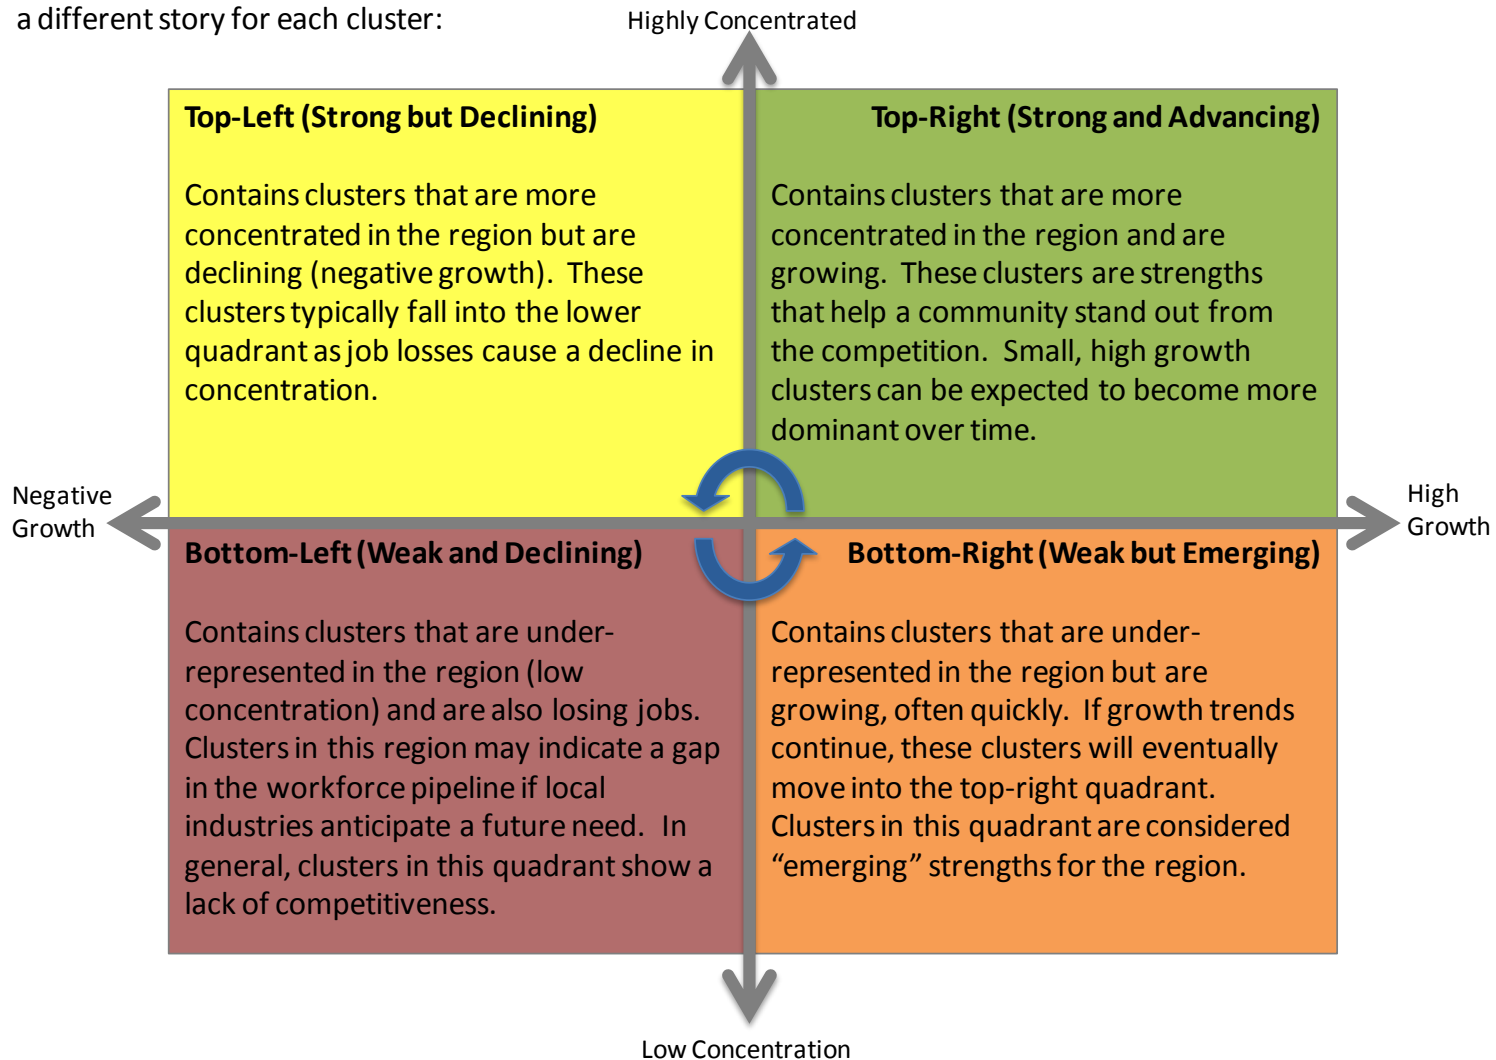 a different story for each cluster:
Highly Concentrated
Top-Left (Strong but Declining)
Contains clusters that are more
concentrated in the region but are
declining (negative growth).  These
clusters typically fall into the lower
quadrant as job losses cause a decline in
concentration.
Top-Right (Strong and Advancing)
Contains clusters that are more
concentrated in the region and are
growing.  These clusters are strengths
that help a community stand out from
the competition.  Small, high growth
clusters can be expected to become more
dominant over time.
Negative
Growth
High
Growth
Bottom-Left (Weak and Declining)
Contains clusters that are under-
represented in the region (low
concentration) and are also losing jobs.
Clusters in this region may indicate a gap
in the workforce pipeline if local
industries anticipate a future need.  In
general, clusters in this quadrant show a
lack of competitiveness.
Bottom-Right (Weak but Emerging)
Contains clusters that are under-
represented in the region but are
growing, often quickly.  If growth trends
continue, these clusters will eventually
move into the top-right quadrant.
Clusters in this quadrant are considered
“emerging” strengths for the region.
Low Concentration